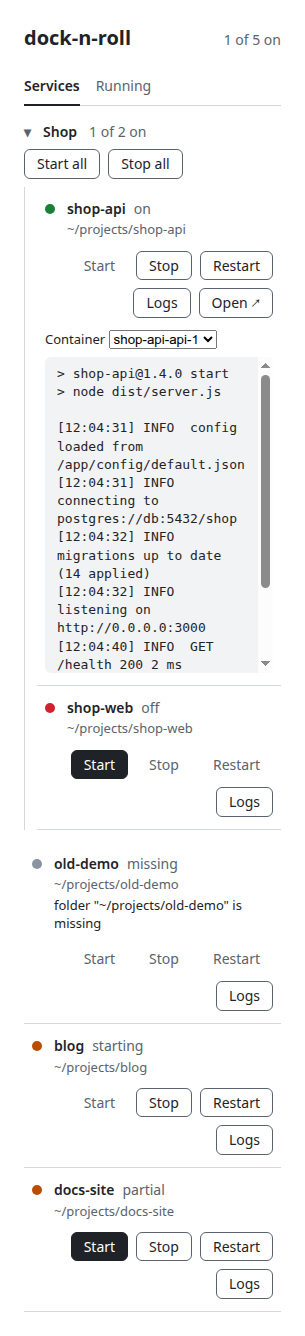 dock-n-roll
1 of 5 on
Services Running
▼ Shop 1 of 2 on
Start all Stop all
shop-api on
~/projects/shop-api
Start Stop Restart
Logs Open ↗
Container shop-api-api-1
> shop-api@1.4.0 start
> node dist/server.js
[12:04:31] INFO  config
loaded from
/app/config/default.json
[12:04:31] INFO
connecting to
postgres://db:5432/shop
[12:04:32] INFO
migrations up to date
(14 applied)
[12:04:32] INFO
listening on
http://0.0.0.0:3000
[12:04:40] INFO  GET
/health 200 2 ms
shop-web off
~/projects/shop-web
Start Stop Restart
Logs
old-demo missing
~/projects/old-demo
folder "~/projects/old-demo" is
missing
Start Stop Restart
Logs
blog starting
~/projects/blog
Start Stop Restart
Logs
docs-site partial
~/projects/docs-site
Start Stop Restart
Logs